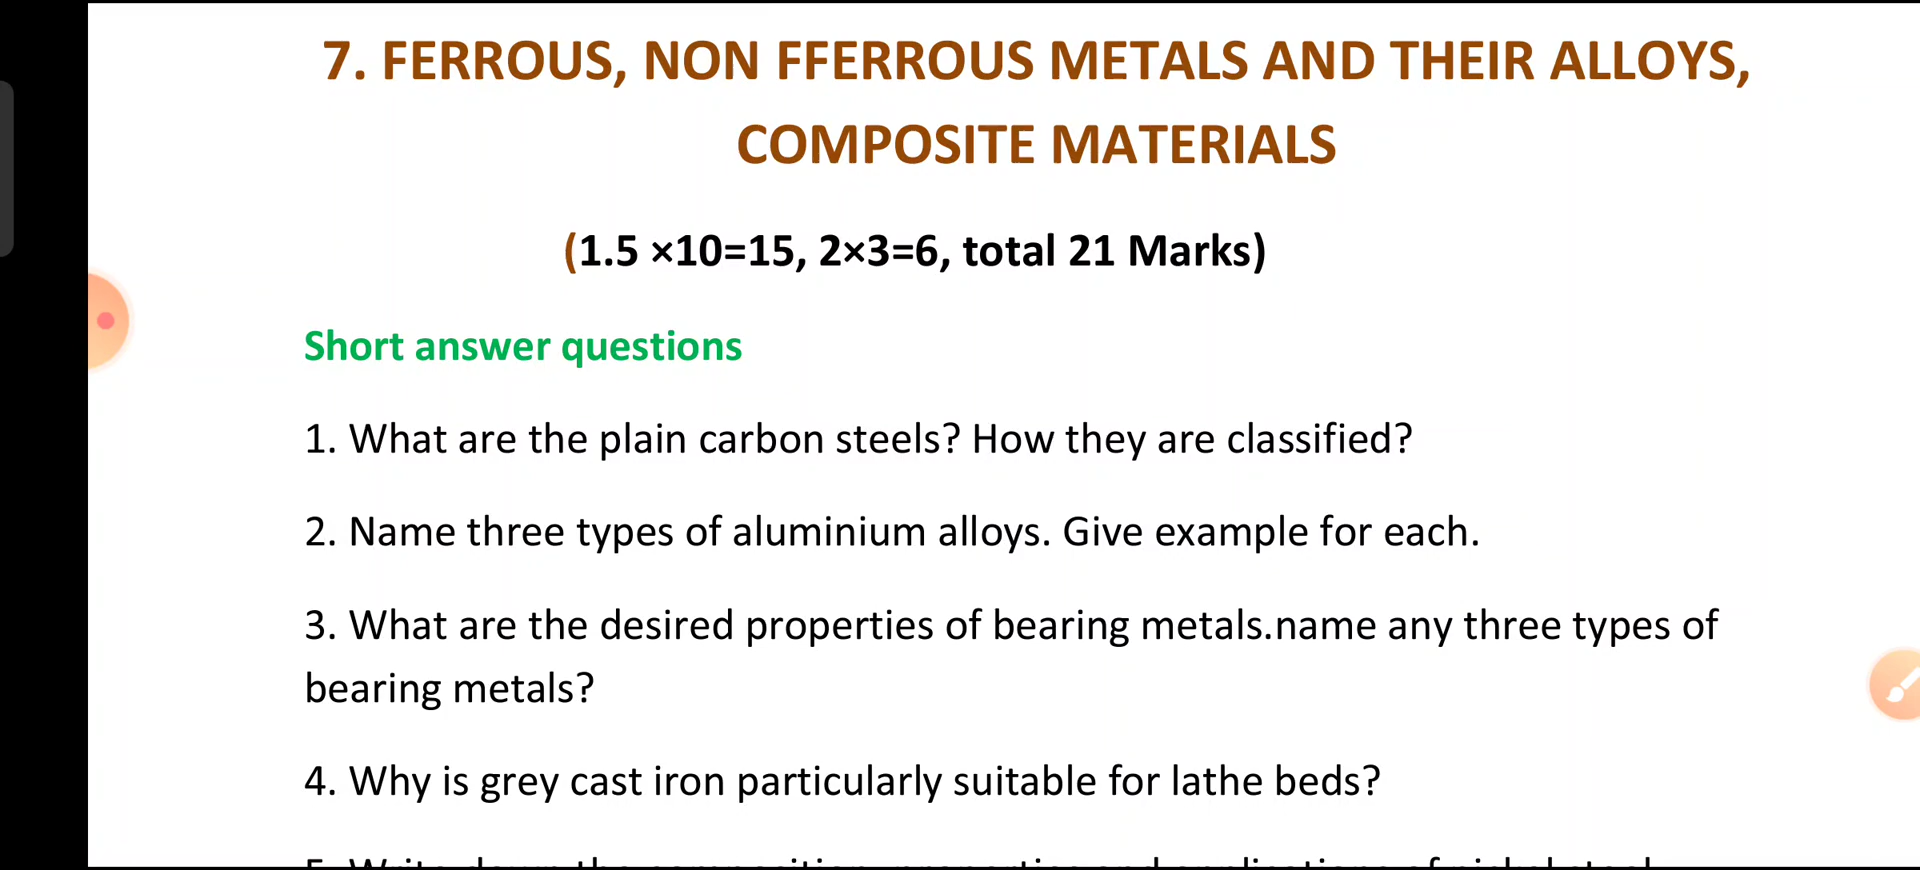 7. FERROUS, NON FFERROUS METALS AND THEIR ALLOYS,
COMPOSITE MATERIALS
(1.5 ×10=15, 2×3=6, total 21 Marks)
Short answer questions
1. What are the plain carbon steels? How they are classified?
2. Name three types of aluminium alloys. Give example for each.
3. What are the desired properties of bearing metals.name any three types of
bearing metals?
4. Why is grey cast iron particularly suitable for lathe beds?